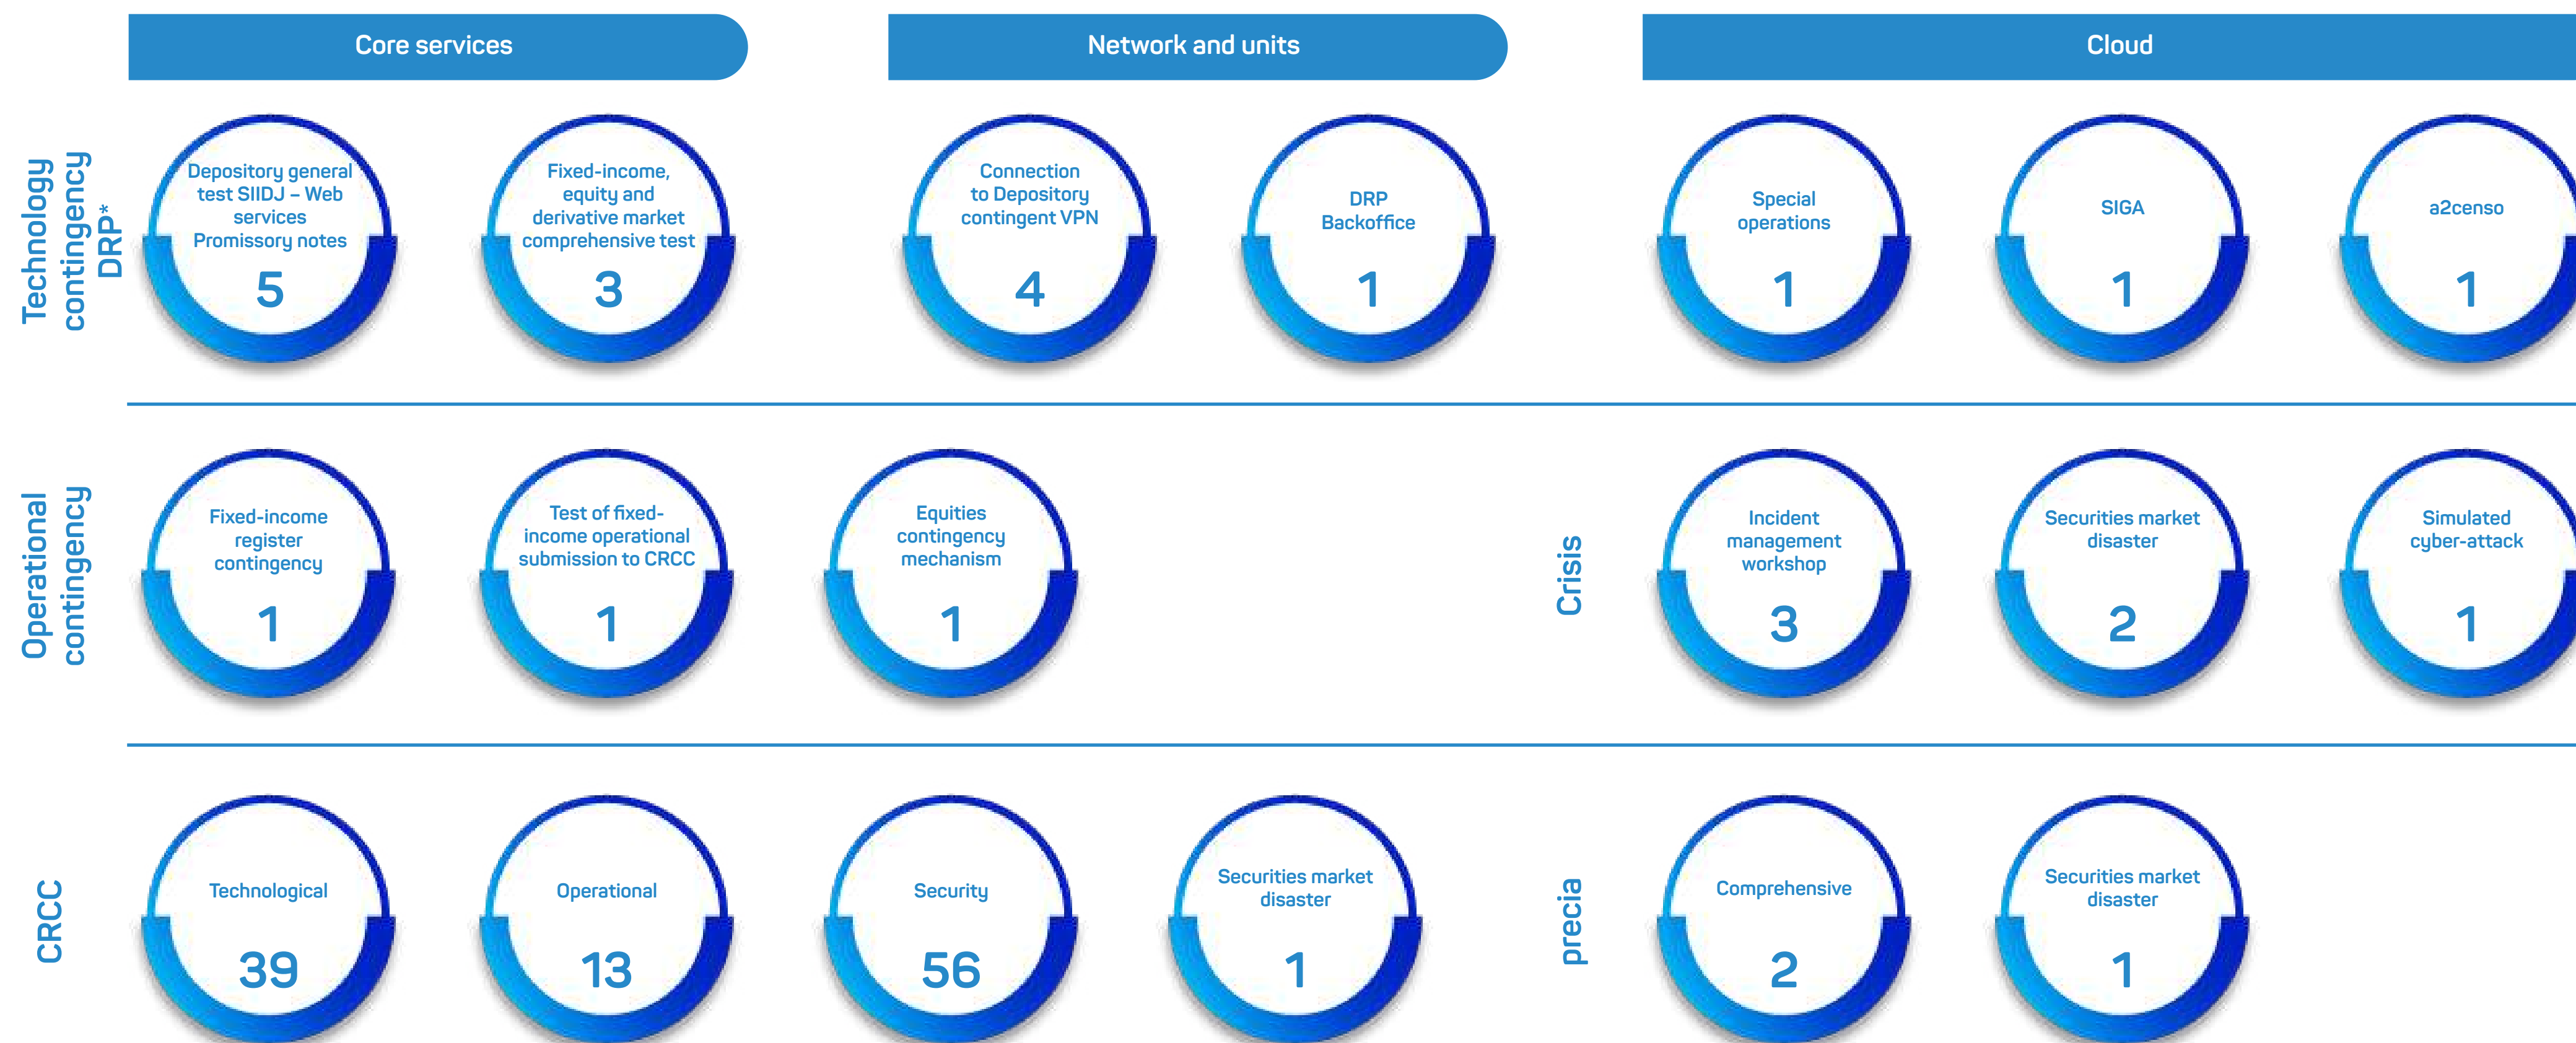 Core services
Network and units
Cloud
Technology
contingency
DRP*
Depository general
test SIIDJ – Web
services
Promissory notes
5
Fixed-income,
equity and
derivative market
comprehensive test
3
Connection
to Depository
contingent VPN
4
DRP
Backoffice
1
Special
operations
1
SIGA
1
a2censo
1
Operational
contingency
Fixed-income
register
contingency
1
Test of fixed-
income operational
submission to CRCC
1
Equities
contingency
mechanism
1
Crisis
Incident
management
workshop
3
Securities market
disaster
2
Simulated
cyber-attack
1
CRCC
Technological
39
Operational
13
Security
56
Securities market
disaster
1
precia
Comprehensive
2
Securities market
disaster
1